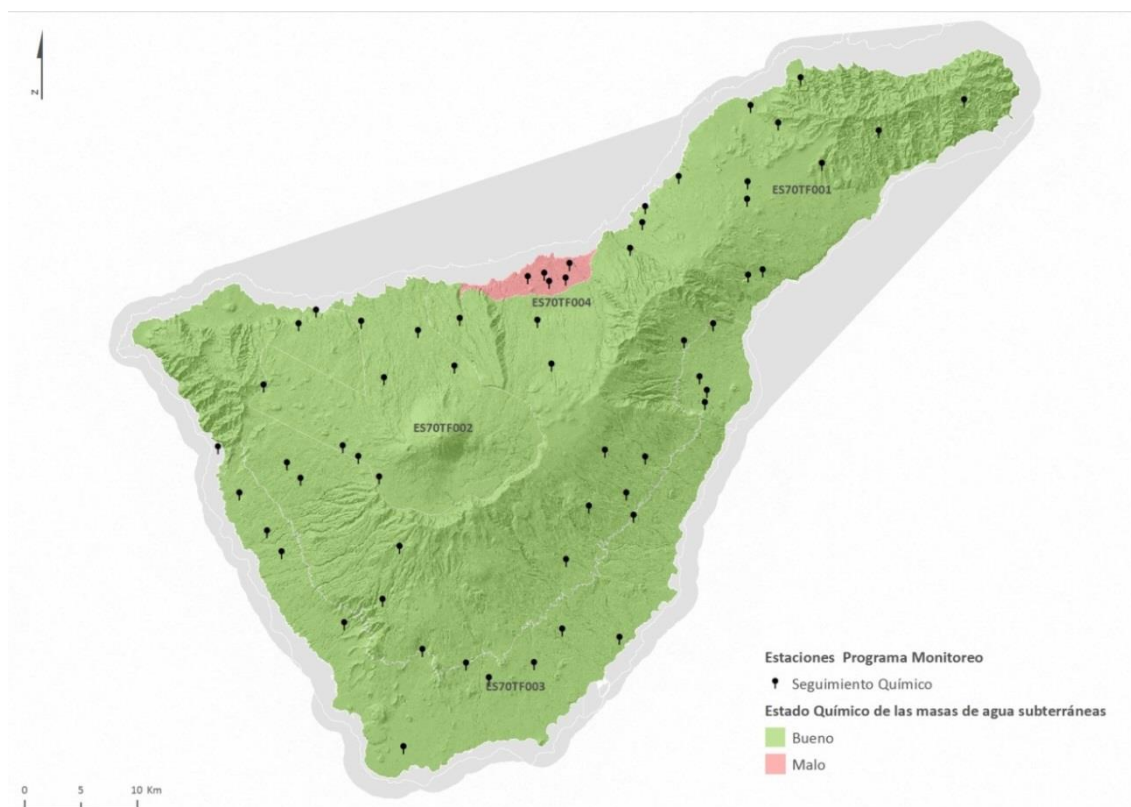 N
ES70TF001
ES70TF004
ES70TF002
ES70TF003
Estaciones Programa Monitoreo
Seguimiento Químico
Estado Químico de las masas de agua subterráneas
Bueno
Malo
0 5 10 Km